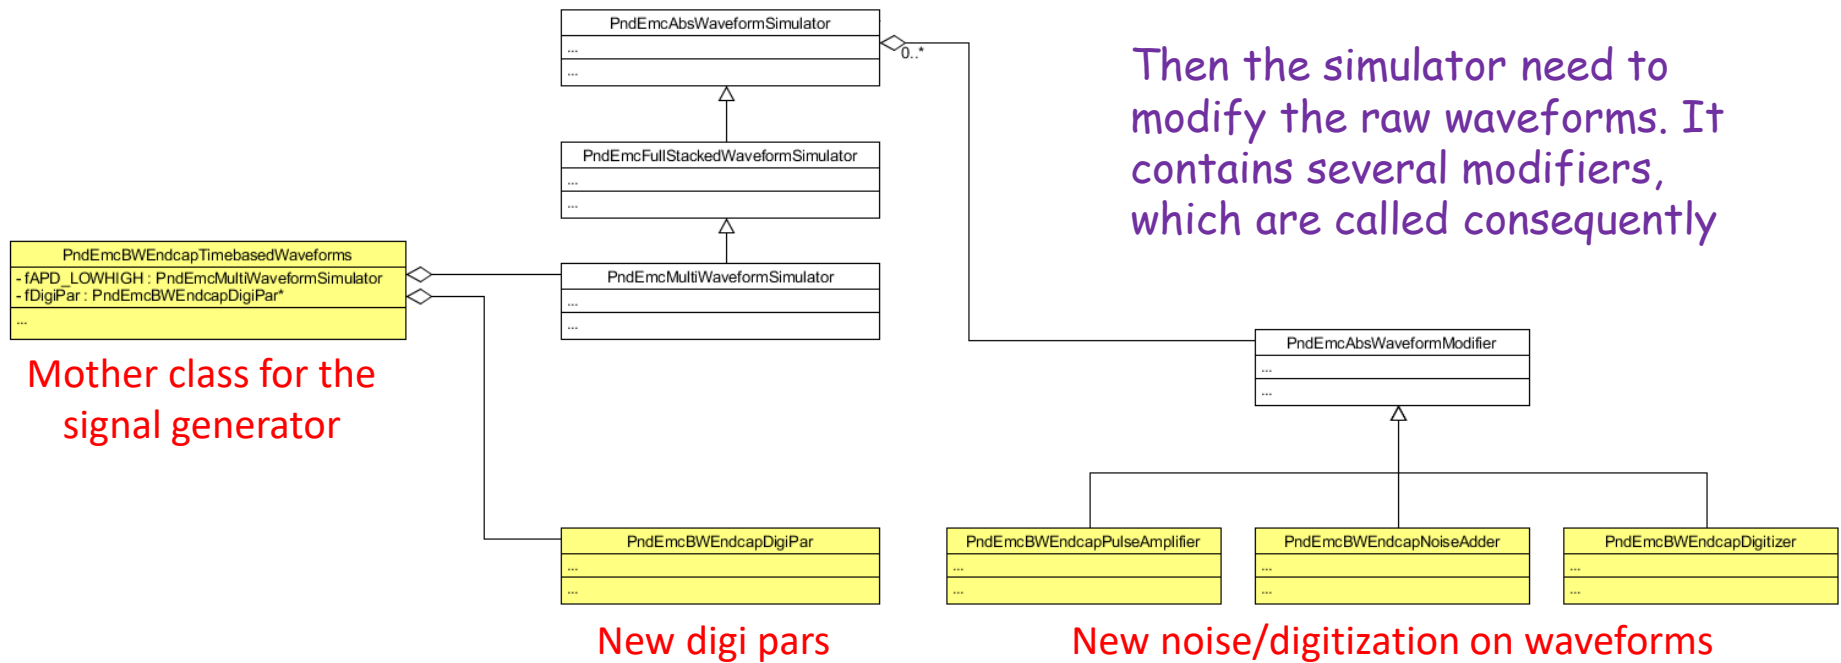 PndEmcAbsWaveformSimulator
...
...
0..*
Then the simulator need to
modify the raw waveforms. It
contains several modifiers,
which are called consequently
PndEmcFullStackedWaveformSimulator
...
...
PndEmcBWEndcapTimebasedWaveforms
- fAPD_LOWHIGH : PndEmcMultiWaveformSimulator
- fDigiPar : PndEmcBWEndcapDigiPar*
...
PndEmcMultiWaveformSimulator
...
...
Mother class for the
signal generator
PndEmcAbsWaveformModifier
...
...
PndEmcBWEndcapDigiPar
...
...
PndEmcBWEndcapPulseAmplifier
...
...
PndEmcBWEndcapNoiseAdder
...
...
PndEmcBWEndcapDigitizer
...
...
New digi pars
New noise/digitization on waveforms